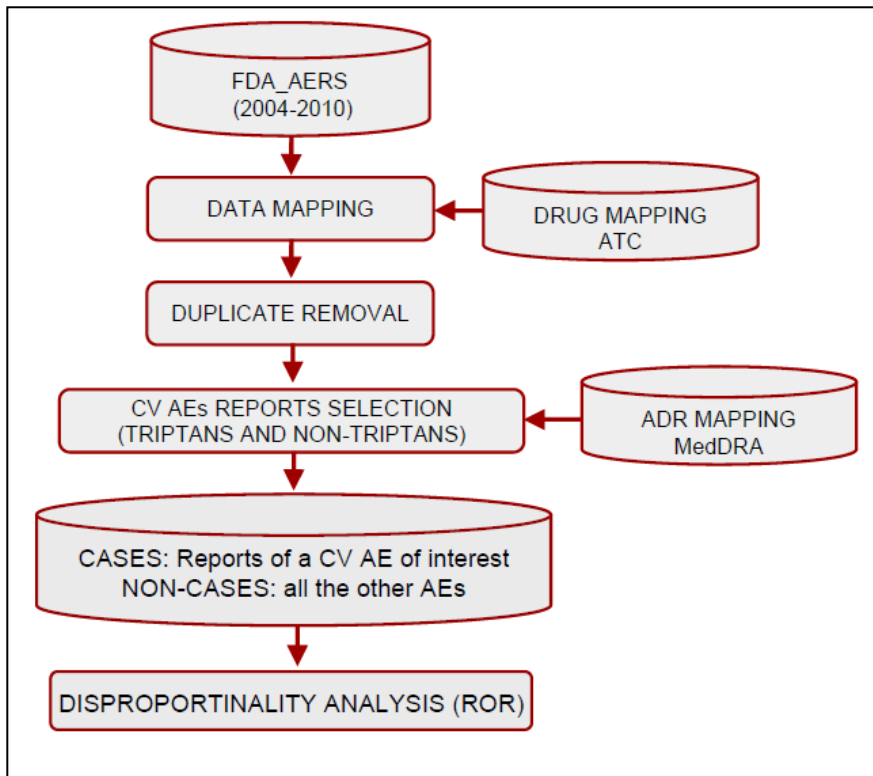 FDA_AERS
(2004-2010)
DATA MAPPING
DRUG MAPPING
ATC
DUPLICATE REMOVAL
CV AEs REPORTS SELECTION
(TRIPTANS AND NON-TRIPTANS)
ADR MAPPING
MedDRA
CASES: Reports of a CV AE of interest
NON-CASES: all the other AEs
DISPROPORTINALITY ANALYSIS (ROR)